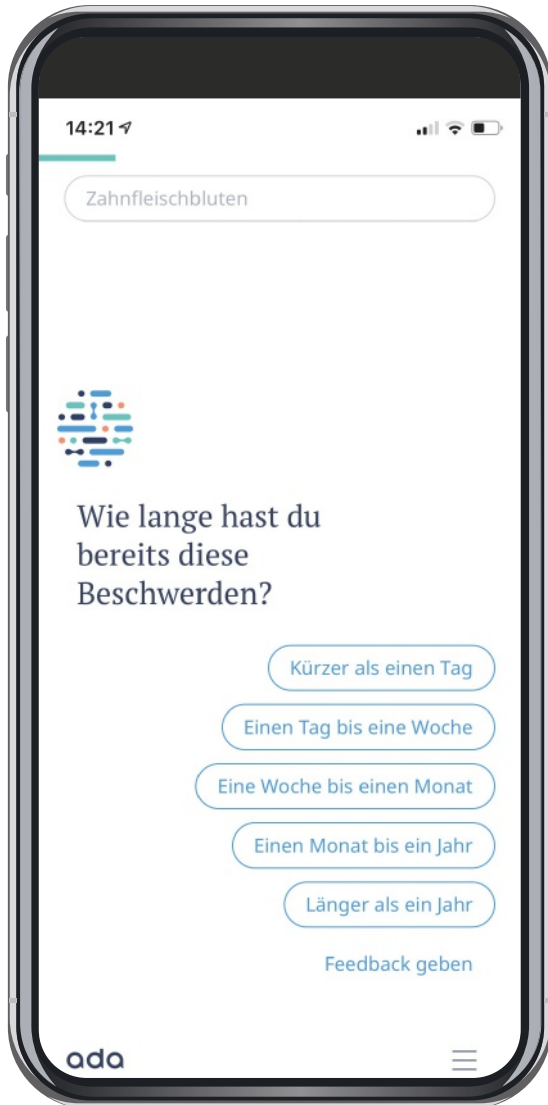 14:21
Zahnfleischbluten
Wie lange hast du
bereits diese
Beschwerden?
Kürzer als einen Tag
Einen Tag bis eine Woche
Eine Woche bis einen Monat
Einen Monat bis ein Jahr
Länger als ein Jahr
Feedback geben
ada